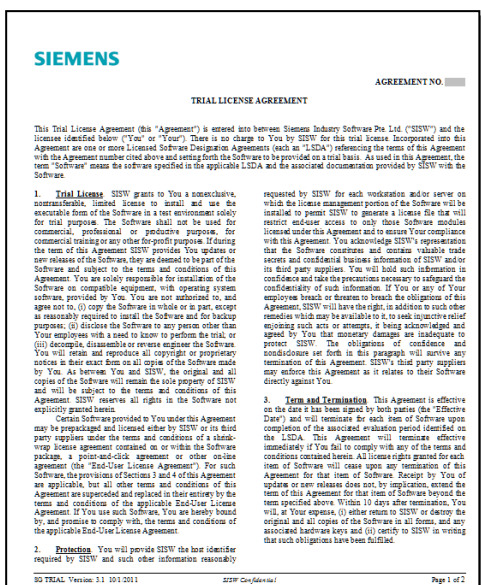 SIEMENS
AGREEMENT NO.
TRIAL LICENSE AGREEMENT
This Trial License Agreement (this "Agreement") is entered into between Siemens Industry Software Pte. Ltd. ("SISW") and the
licensee identified below ("You" or "Your"). There is no charge to You by SISW for this trial license. Incorporated into this
Agreement are one or more Licensed Software Designation Agreements (each an "LSDA") referencing the terms of this Agreement
with the Agreement number cited above and setting forth the Software to be provided on a trial basis. As used in this Agreement, the
term "Software" means the software specified in the applicable LSDA and the associated documentation provided by SISW with the
Software.
1. Trial License. SISW grants to You a nonexclusive,
nontransferable, limited license to install and use the
executable form of the Software in a test environment solely
for trial purposes. The Software shall not be used for
commercial, professional or productive purposes, for
commercial training or any other for-profit purposes. If during
the term of this Agreement SISW provides You updates or
new releases of the Software, they are deemed to be part of the
Software and subject to the terms and conditions of this
Agreement. You are solely responsible for installation of the
Software on compatible equipment, with operating system
software, provided by You. You are not authorized to, and
agree not to, (i) copy the Software in whole or in part, except
as reasonably required to install the Software and for backup
purposes; (ii) disclose the Software to any person other than
Your employees with a need to know to perform the trial, or
(iii) decompile, disassemble or reverse engineer the Software.
You will retain and reproduce all copyright or proprietary
notices in their exact form on all copies of the Software made
by You. As between You and SISW, the original and all
copies of the Software will remain the sole property of SISW
and will be subject to the terms and conditions of this
Agreement. SISW reserves all rights in the Software not
explicitly granted herein.
Certain Software provided to You under this Agreement
may be prepackaged and licensed either by SISW or its third
party suppliers under the terms and conditions of a shrink-
wrap license agreement contained on or within the Software
package, a point-and-click agreement or other on-line
agreement (the "End-User License Agreement"). For such
Software, the provisions of Sections 3 and 4 of this Agreement
are applicable, but all other terms and conditions of this
Agreement are superseded and replaced in their entirety by the
terms and conditions of the applicable End-User License
Agreement. If You use such Software, You are hereby bound
by, and promise to comply with, the terms and conditions of
the applicable End-User License Agreement.
2. Protection. You will provide SISW the host identifier
required by SISW and such other information reasonably
requested by SISW for each workstation and/or server on
which the license management portion of the Software will be
installed to permit SISW to generate a license file that will
restrict end-user access to only those Software modules
licensed under this Agreement and to ensure Your compliance
with this Agreement. You acknowledge SISW's representation
that the Software constitutes and contains valuable trade
secrets and confidential business information of SISW and/or
its third party suppliers. You will hold such information in
confidence and take the precautions necessary to safeguard the
confidentiality of such information. If You or any of Your
employees breach or threaten to breach the obligations of this
Agreement, SISW will have the right, in addition to such other
remedies which may be available to it, to seek injunctive relief
enjoining such acts or attempts, it being acknowledged and
agreed by You that monetary damages are inadequate to
protect SISW. The obligations of confidence and
nondisclosure set forth in this paragraph will survive any
termination of this Agreement. SISW's third party suppliers
may enforce this Agreement as it relates to their Software
directly against You.
3. Term and Termination. This Agreement is effective
on the date it has been signed by both parties (the "Effective
Date") and will terminate for each item of Software upon
completion of the associated evaluation period identified on
the LSDA. This Agreement will terminate effective
immediately if You fail to comply with any of the terms and
conditions contained herein. All license rights granted for each
item of Software will cease upon any termination of this
Agreement for that item of Software. Receipt by You of
updates or new releases does not, by implication, extend the
term of this Agreement for that item of Software beyond the
term specified above. Within 10 days after termination, You
will, at Your expense, (i) either return to SISW or destroy the
original and all copies of the Software in all forms, and any
associated hardware keys and (ii) certify to SISW in writing
that such obligations have been fulfilled.
SG TRIAL Version: 3.1 10/1/2011
SISW Confidential
Page 1 of 2